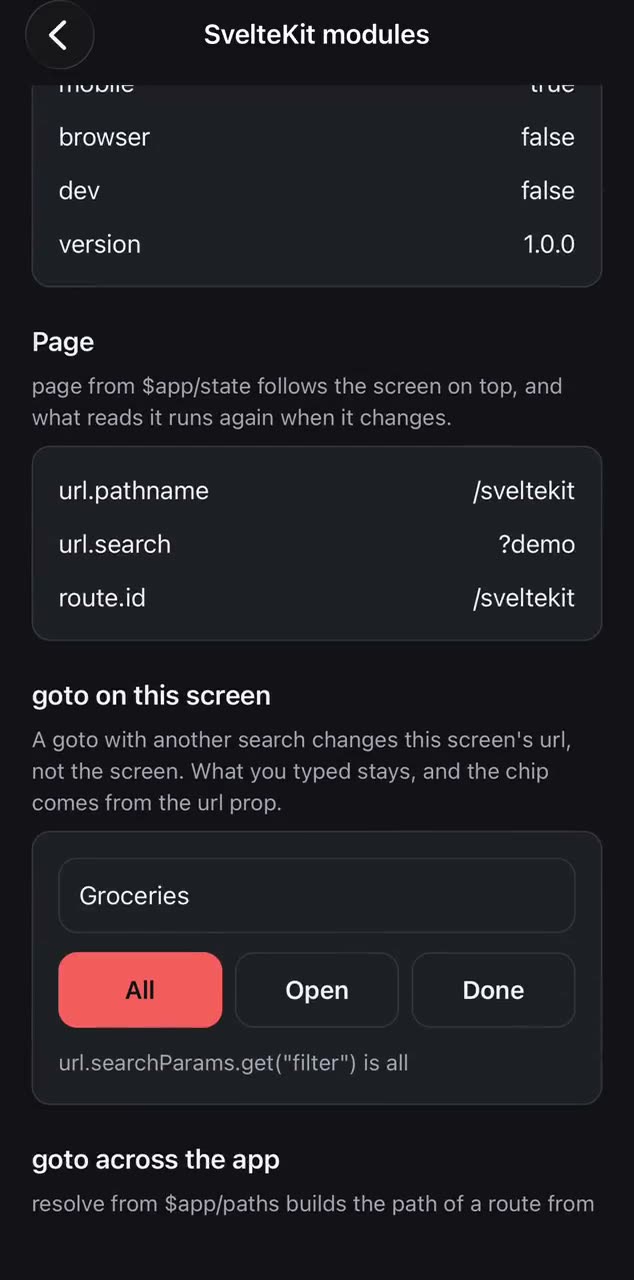 SvelteKit modules
mobile true
browser false
dev false
version 1.0.0
Page
page from $app/state follows the screen on top, and
what reads it runs again when it changes.
url.pathname /sveltekit
url.search ?demo
route.id /sveltekit
goto on this screen
A goto with another search changes this screen's url,
not the screen. What you typed stays, and the chip
comes from the url prop.
Groceries
All Open Done
url.searchParams.get("filter") is all
goto across the app
resolve from $app/paths builds the path of a route from